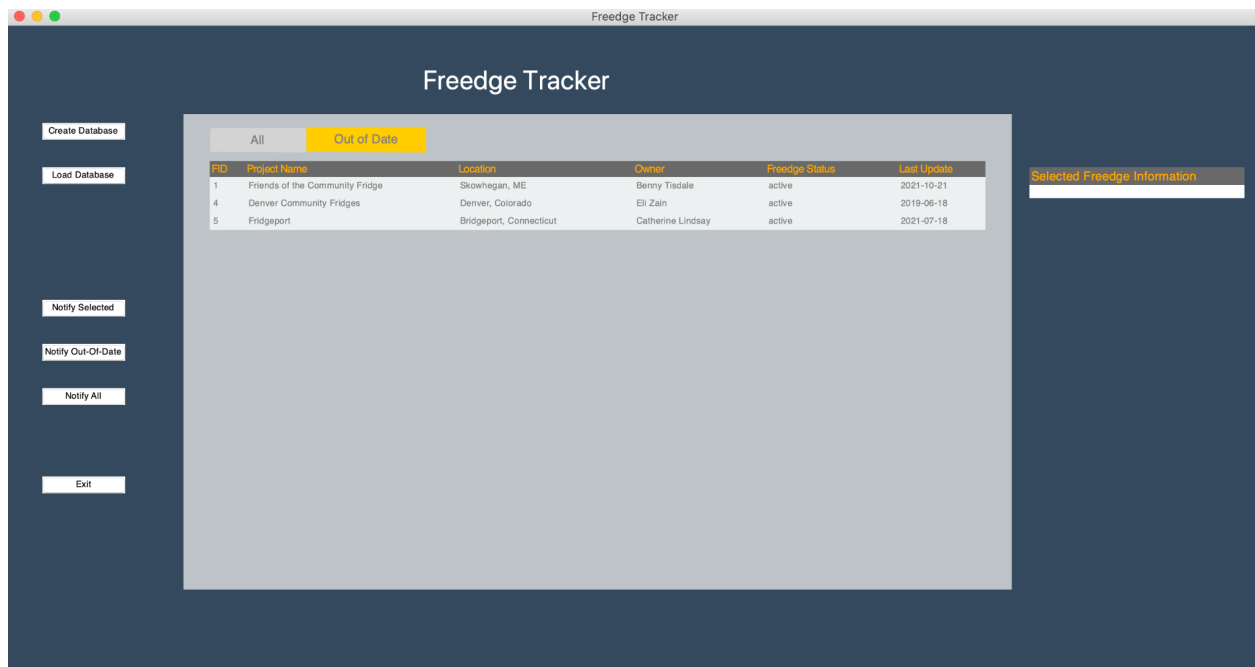 Freedge Tracker
Freedge Tracker
Create Database
Load Database
Notify Selected
Notify Out-Of-Date
Notify All
Exit
All Out of Date
FID Project Name Location Owner Freedge Status Last Update
1 Friends of the Community Fridge Skowhegan, ME Benny Tisdale active 2021-10-21
4 Denver Community Fridges Denver, Colorado Eli Zain active 2019-06-18
5 Fridgeport Bridgeport, Connecticut Catherine Lindsay active 2021-07-18
Selected Freedge Information